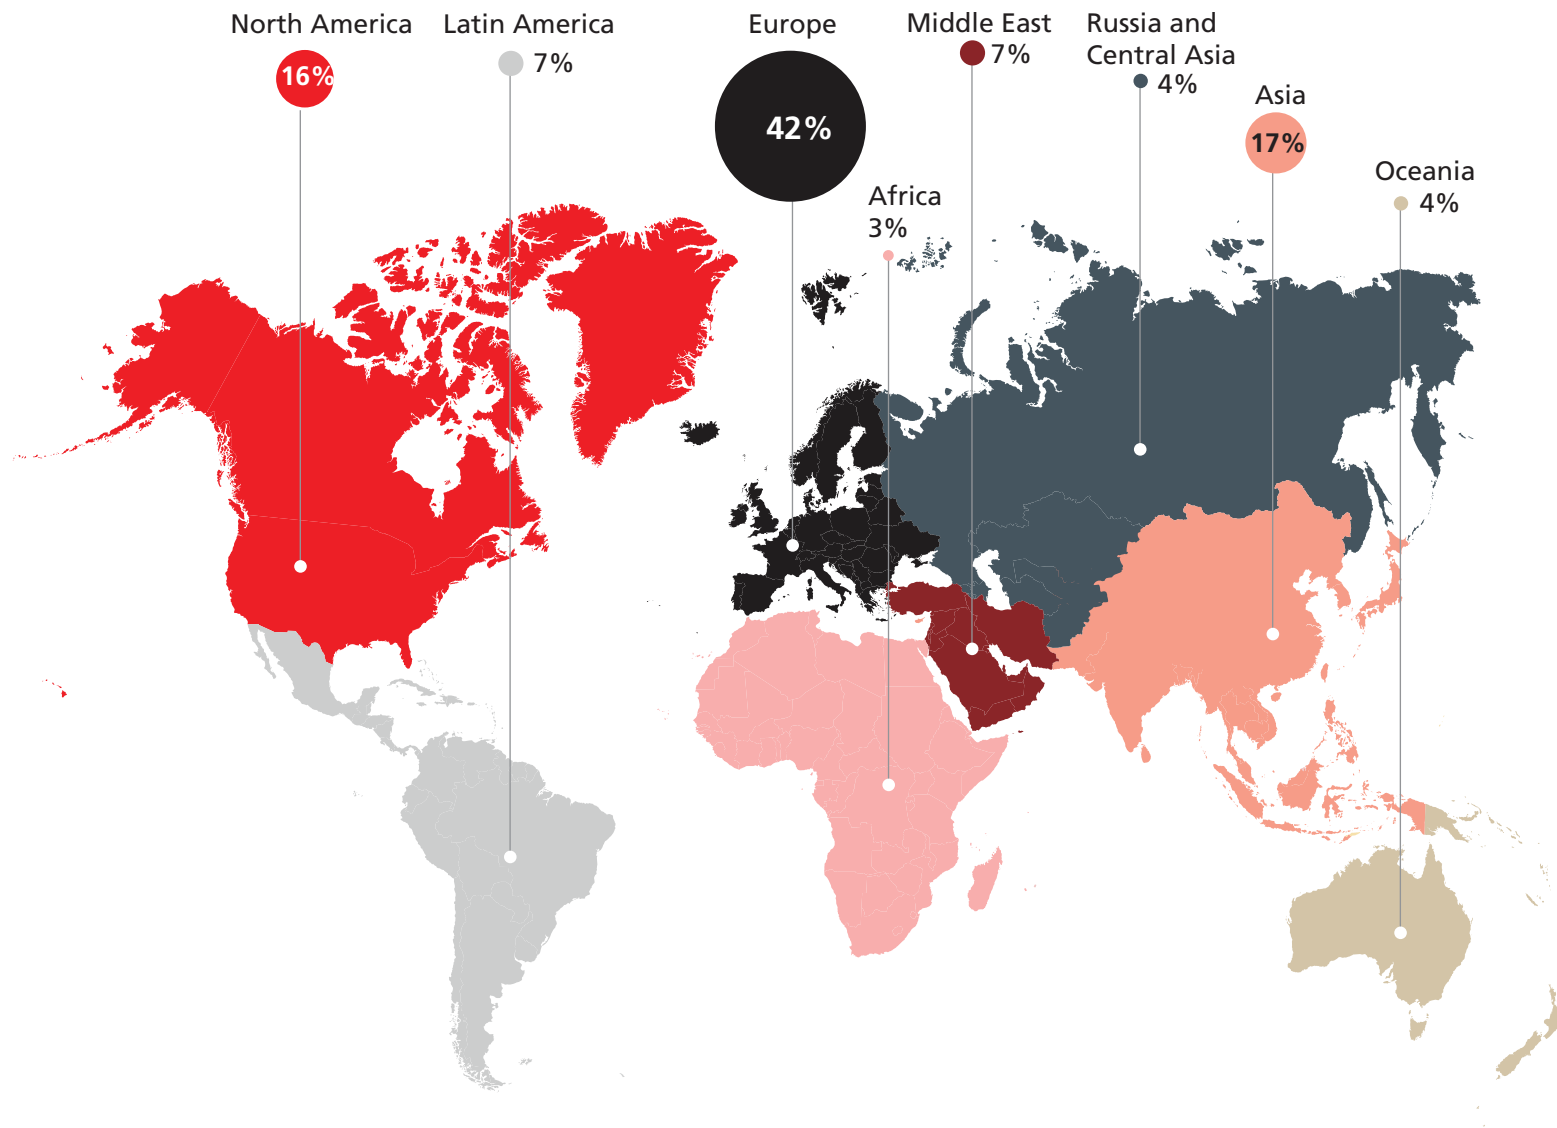 North America
16%
Latin America
7%
Europe
42%
Africa
3%
Middle East
7%
Russia and
Central Asia
4%
Asia
17%
Oceania
4%